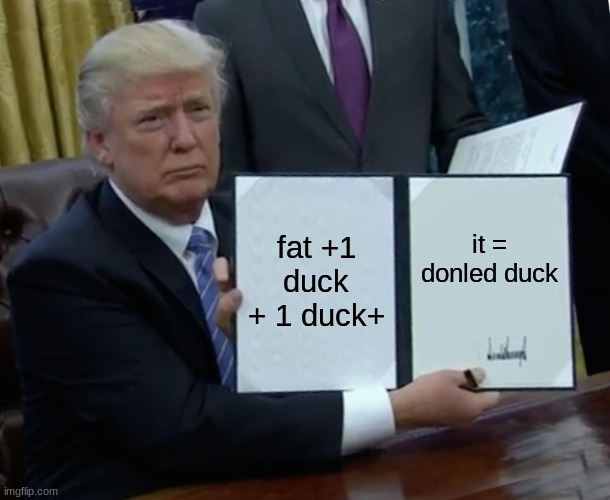 fat +1
duck
+ 1 duck+
it =
donled duck
imgflip.com